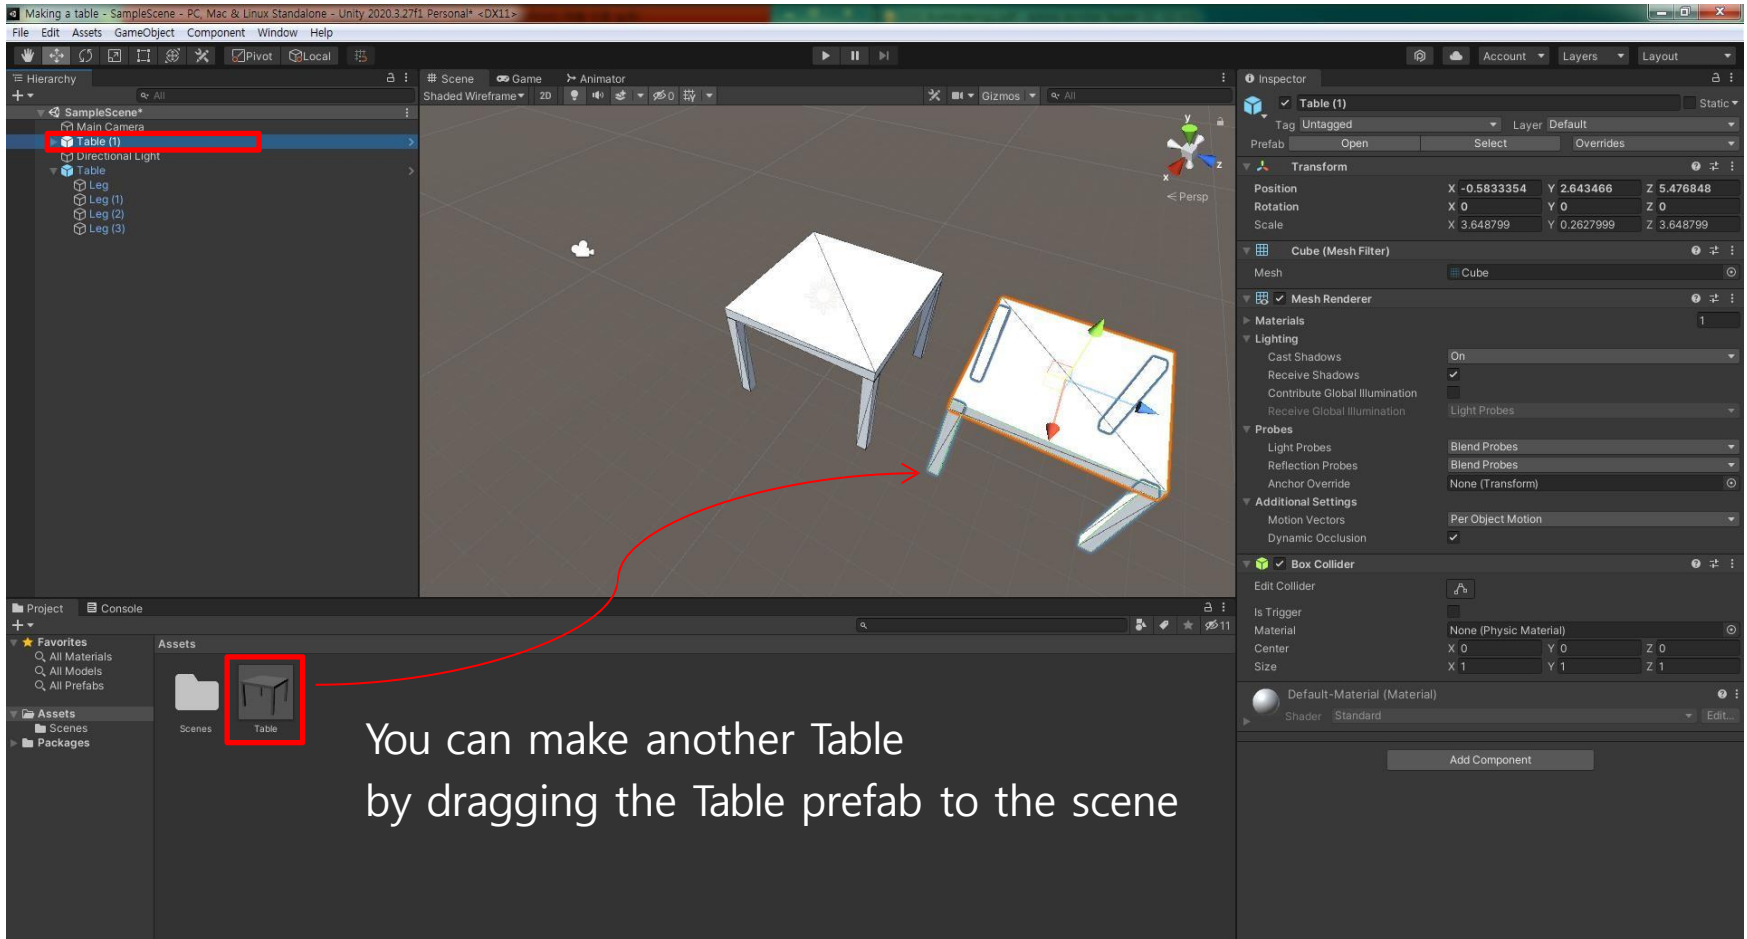 Making a table - SampleScene - PC, Mac & Linux Standalone - Unity 2020.3.27f1 Personal* <DX11>
File Edit Assets GameObject Component Window Help
Pivot Local Account Layers Layout
Hierarchy
All
SampleScene*
Main Camera
Table (1)
Directional Light
Table
Leg
Leg (1)
Leg (2)
Leg (3)
Scene Game Animator
Shaded Wireframe 2D 0 Gizmos All
y
z
x
Persp
Inspector
Table (1) Static
Tag Untagged Layer Default
Prefab Open Select Overrides
Transform
Position X -0.5833354 Y 2.643466 Z 5.476848
Rotation X 0 Y 0 Z 0
Scale X 3.648799 Y 0.2627999 Z 3.648799
Cube (Mesh Filter)
Mesh Cube
Mesh Renderer
Materials 1
Lighting
Cast Shadows On
Receive Shadows
Contribute Global Illumination
Receive Global Illumination Light Probes
Probes
Light Probes Blend Probes
Reflection Probes Blend Probes
Anchor Override None (Transform)
Additional Settings
Motion Vectors Per Object Motion
Dynamic Occlusion
Box Collider
Edit Collider
Is Trigger
Material None (Physic Material)
Center X 0 Y 0 Z 0
Size X 1 Y 1 Z 1
Default-Material (Material)
Shader Standard Edit...
Add Component
Project Console
11
Favorites
All Materials
All Models
All Prefabs
Assets
Scenes
Packages
Assets
Scenes Table
You can make another Table
by dragging the Table prefab to the scene